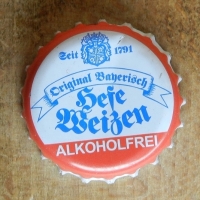 Seit 1791
Original Bayerisch
Hefe
Weizen
ALKOHOLFREI